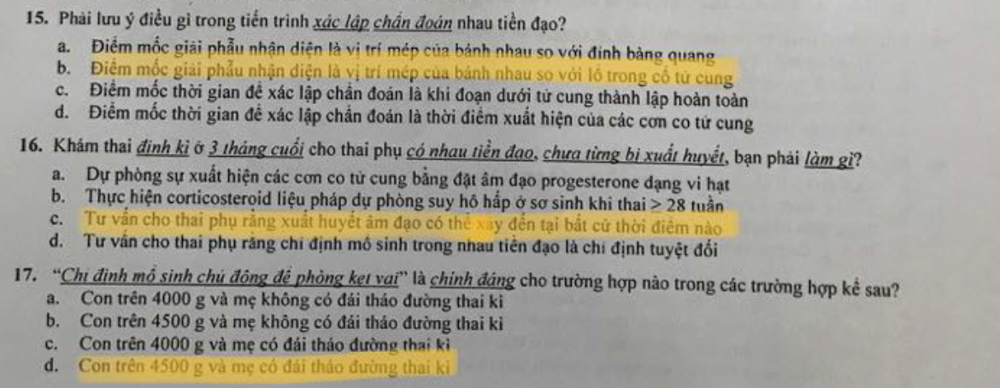 15. Phải lưu ý điều gì trong tiến trình xác lập chẩn đoán nhau tiền đạo?
a. Điểm mốc giải phẫu nhận diện là vị trí mép của bánh nhau so với đỉnh bàng quang
b. Điểm mốc giải phẫu nhận diện là vị trí mép của bánh nhau so với lỗ trong cổ tử cung
c. Điểm mốc thời gian để xác lập chẩn đoán là khi đoạn dưới tử cung thành lập hoàn toàn
d. Điểm mốc thời gian để xác lập chẩn đoán là thời điểm xuất hiện của các cơn co tử cung
16. Khám thai định kì ở 3 tháng cuối cho thai phụ có nhau tiền đạo, chưa từng bị xuất huyết, bạn phải làm gì?
a. Dự phòng sự xuất hiện các cơn co tử cung bằng đặt âm đạo progesterone dạng vi hạt
b. Thực hiện corticosteroid liệu pháp dự phòng suy hô hấp ở sơ sinh khi thai > 28 tuần
c. Tư vấn cho thai phụ rằng xuất huyết âm đạo có thể xảy đến tại bất cứ thời điểm nào
d. Tư vấn cho thai phụ rằng chỉ định mổ sinh trong nhau tiền đạo là chỉ định tuyệt đối
17. “Chỉ định mổ sinh chủ động đề phòng kẹt vai” là chính đáng cho trường hợp nào trong các trường hợp kể sau?
a. Con trên 4000 g và mẹ không có đái tháo đường thai kì
b. Con trên 4500 g và mẹ không có đái tháo đường thai kì
c. Con trên 4000 g và mẹ có đái tháo đường thai kì
d. Con trên 4500 g và mẹ có đái tháo đường thai kì